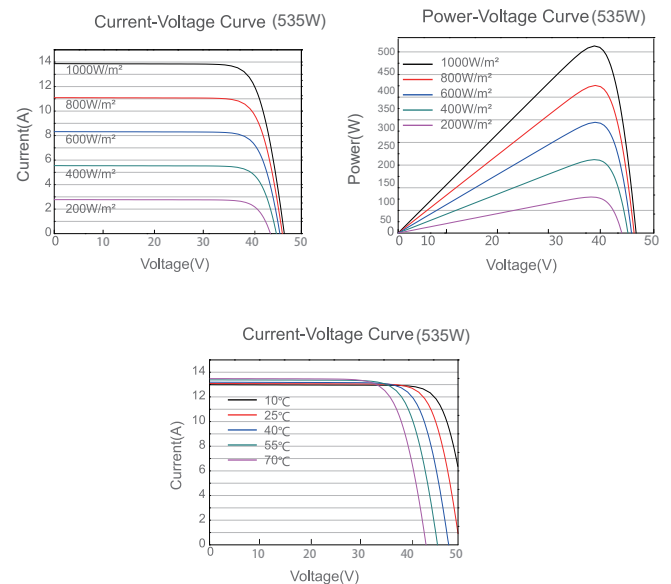 Current-Voltage Curve (535W)
Current(A)
14
12
10
8
6
4
2
0
1000W/m²
800W/m²
600W/m²
400W/m²
200W/m²
0 10 20 30 40 50
Voltage(V)
Power-Voltage Curve (535W)
Power(W)
500
450
400
350
300
250
200
150
100
50
0
1000W/m²
800W/m²
600W/m²
400W/m²
200W/m²
10 20 30 40 50
Voltage(V)
Current-Voltage Curve (535W)
Current(A)
14
12
10
8
6
4
2
0
10℃
25℃
40℃
55℃
70℃
0 10 20 30 40 50
Voltage(V)